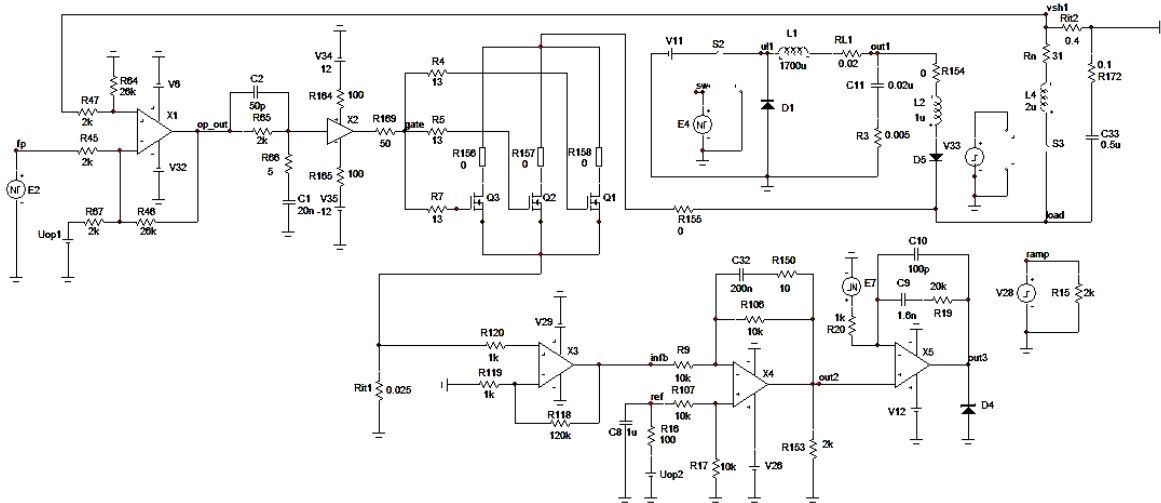 vsh1
Rit2
0.4
V11
S2
ul1
L1
1700u
RL1
0.02
out1
C11
0.02u
0
R154
L2
1u
R3
0.005
D1
sw
E4
D5
V33
Rn
31
L4
2u
S3
0.1
R172
C33
0.5u
load
R64
26k
V6
R47
2k
X1
op_out
fp
R45
2k
V32
E2
R67
2k
R46
26k
Uop1
C2
50p
R65
2k
R66
5
C1
20n
V34
12
R164
100
X2
R169
50
gate
R165
100
V35
-12
R4
13
R5
13
R7
13
R156
0
R157
0
R158
0
Q3
Q2
Q1
R155
0
C32
200n
R150
10
R106
10k
C10
100p
E7
C9
1.6n
20k
R19
1k
R20
ramp
V28
R15
2k
V29
R120
1k
X3
infb
R9
10k
X4
out2
X5
out3
Rit1
0.025
R119
1k
R118
120k
ref
R107
10k
C8
1u
R16
100
Uop2
R17
10k
V26
R153
2k
V12
D4